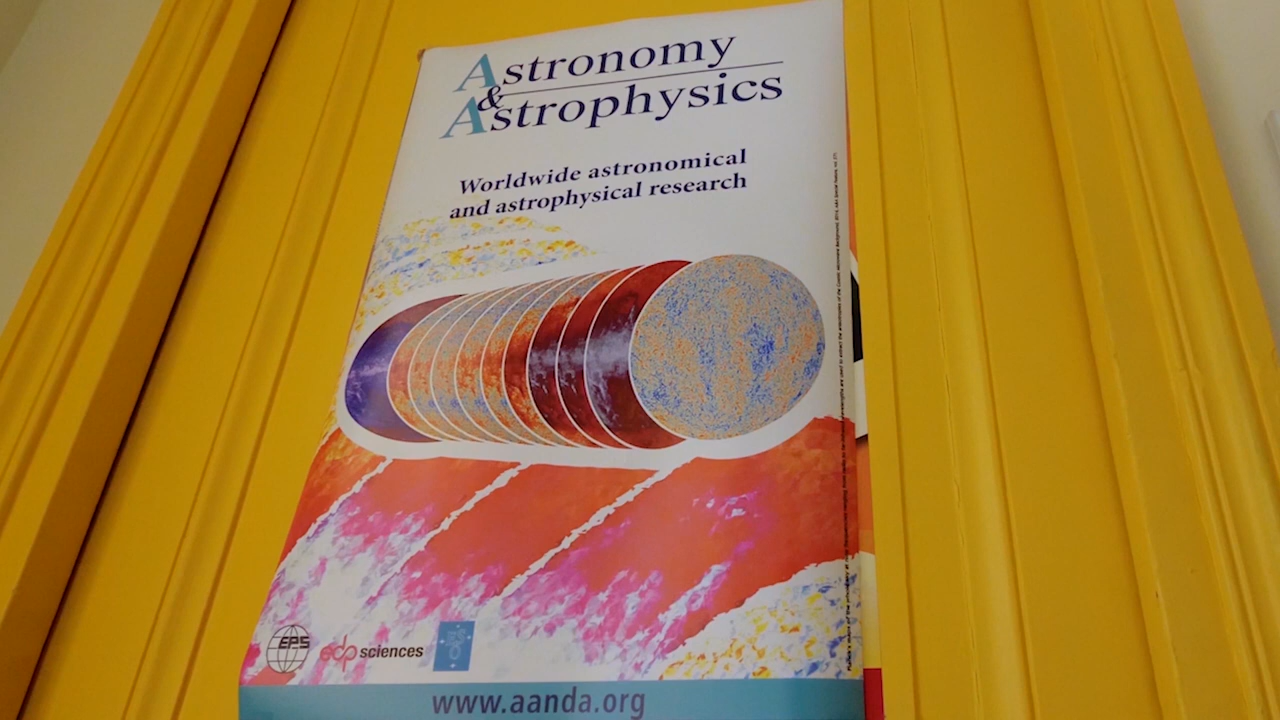 Astronomy
&
Astrophysics
Worldwide astronomical
and astrophysical research
EPS
edp sciences
www.aanda.org